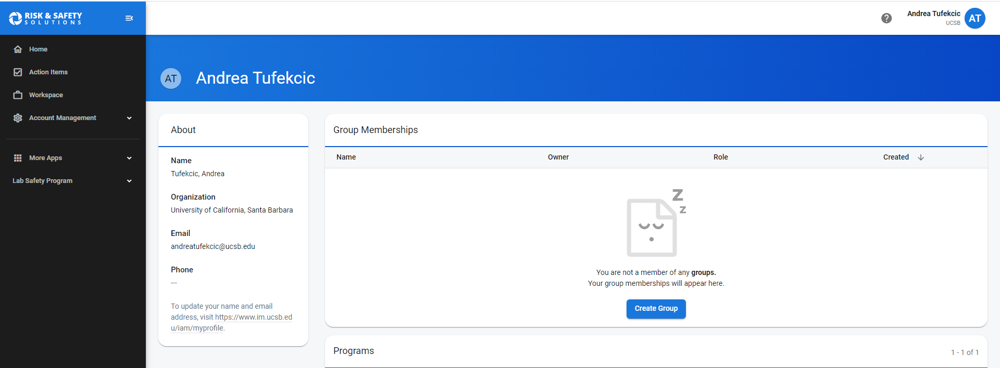 RISK & SAFETY
SOLUTIONS
Andrea Tufekcic
UCSB
AT
Home
Action Items
Workspace
Account Management
More Apps
Lab Safety Program
AT
Andrea Tufekcic
About
Name
Tufekcic, Andrea
Organization
University of California, Santa Barbara
Email
andreatufekcic@ucsb.edu
Phone
---
To update your name and email
address, visit https://www.im.ucsb.ed
u/iam/myprofile.
Group Memberships
Name Owner Role Created
Z
z
You are not a member of any groups.
Your group memberships will appear here.
Create Group
Programs
1 - 1 of 1